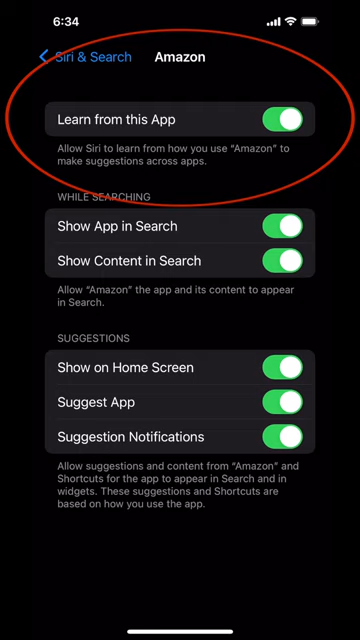 6:34
Siri & Search
Amazon
Learn from this App
Allow Siri to learn from how you use "Amazon" to
make suggestions across apps.
WHILE SEARCHING
Show App in Search
Show Content in Search
Allow "Amazon" the app and its content to appear
in Search.
SUGGESTIONS
Show on Home Screen
Suggest App
Suggestion Notifications
Allow suggestions and content from "Amazon" and
Shortcuts for the app to appear in Search and in
widgets. These suggestions and Shortcuts are
based on how you use the app.